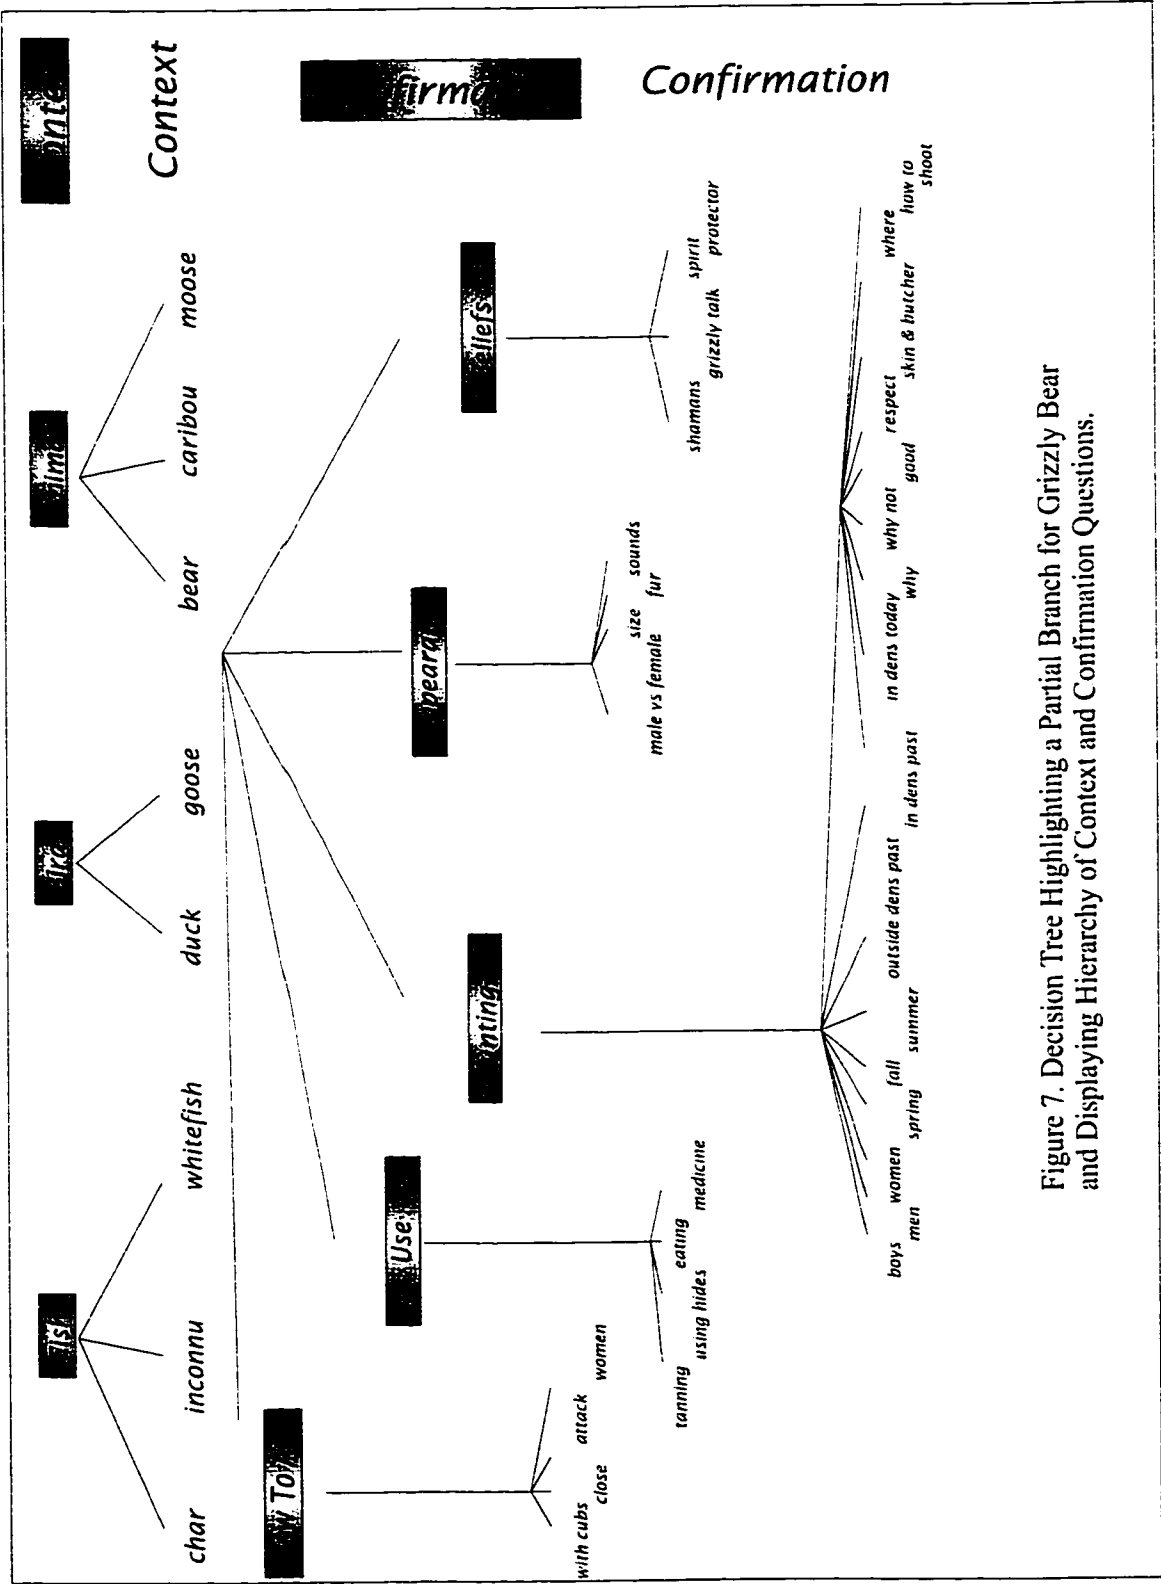 Context
char
inconnu
whitefish
duck
goose
bear
caribou
moose
Confirmation
Use
with cubs
close
attack
women
tanning
using hides
eating
medicine
male vs female
size
fur
sounds
shamans
grizzly talk
spirit
protector
boys
men
women
spring
fall
summer
outside dens past
in dens past
in dens today
why
why not
good
respect
skin & butcher
where
how to
shoot
Figure 7. Decision Tree Highlighting a Partial Branch for Grizzly Bear
and Displaying Hierarchy of Context and Confirmation Questions.